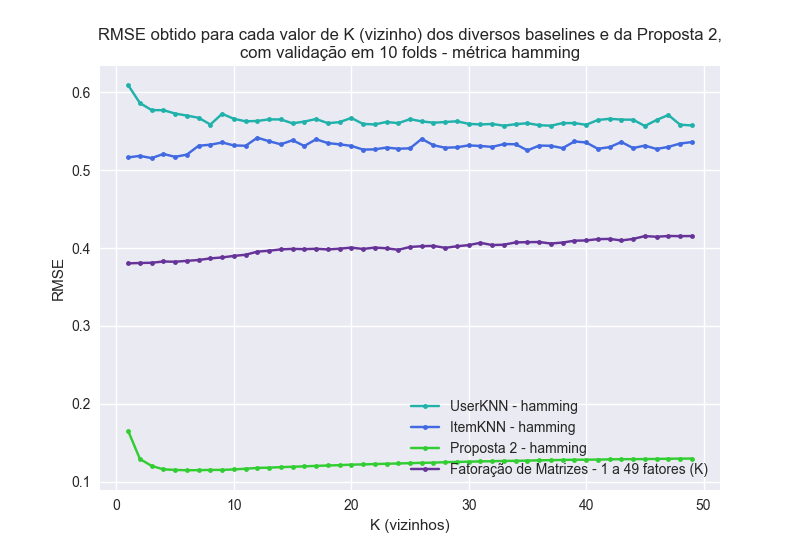 RMSE obtido para cada valor de K (vizinho) dos diversos baselines e da Proposta 2,
com validação em 10 folds - métrica hamming
0.6
0.5
0.4
0.3
0.2
0.1
RMSE
UserKNN - hamming
ItemKNN - hamming
Proposta 2 - hamming
Fatoração de Matrizes - 1 a 49 fatores (K)
0 10 20 30 40 50
K (vizinhos)